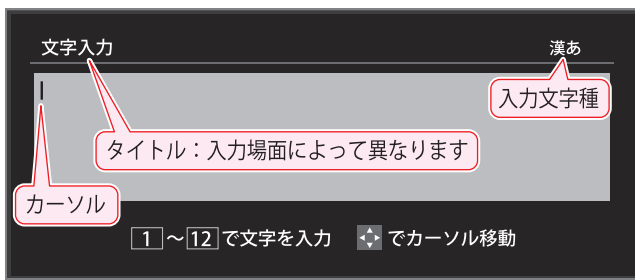 文字入力
漢あ
入力文字種
タイトル：入力場面によって異なります
カーソル
1～12で文字を入力 でカーソル移動